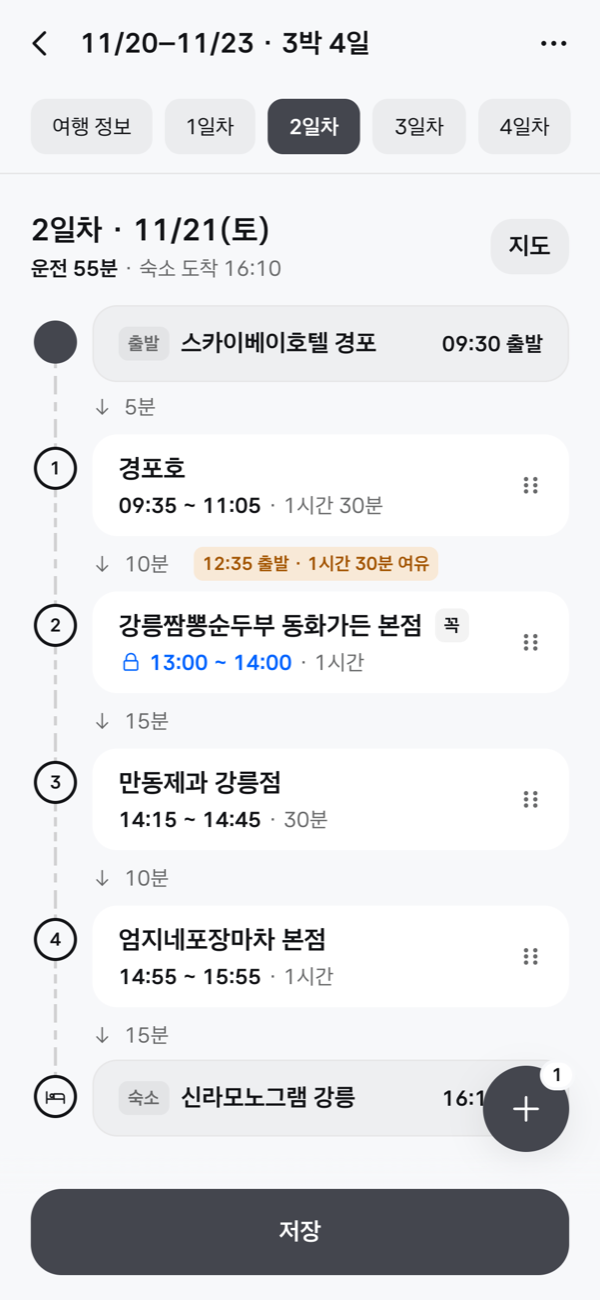 11/20–11/23 · 3박 4일
여행 정보
1일차
2일차
3일차
4일차
2일차 · 11/21(토)
운전 55분 · 숙소 도착 16:10
지도
출발 스카이베이호텔 경포 09:30 출발
↓ 5분
1 경포호
09:35 ~ 11:05 · 1시간 30분
↓ 10분 12:35 출발 · 1시간 30분 여유
2 강릉짬뽕순두부 동화가든 본점 꼭
13:00 ~ 14:00 · 1시간
↓ 15분
3 만동제과 강릉점
14:15 ~ 14:45 · 30분
↓ 10분
4 엄지네포장마차 본점
14:55 ~ 15:55 · 1시간
↓ 15분
1
숙소 신라모노그램 강릉
저장